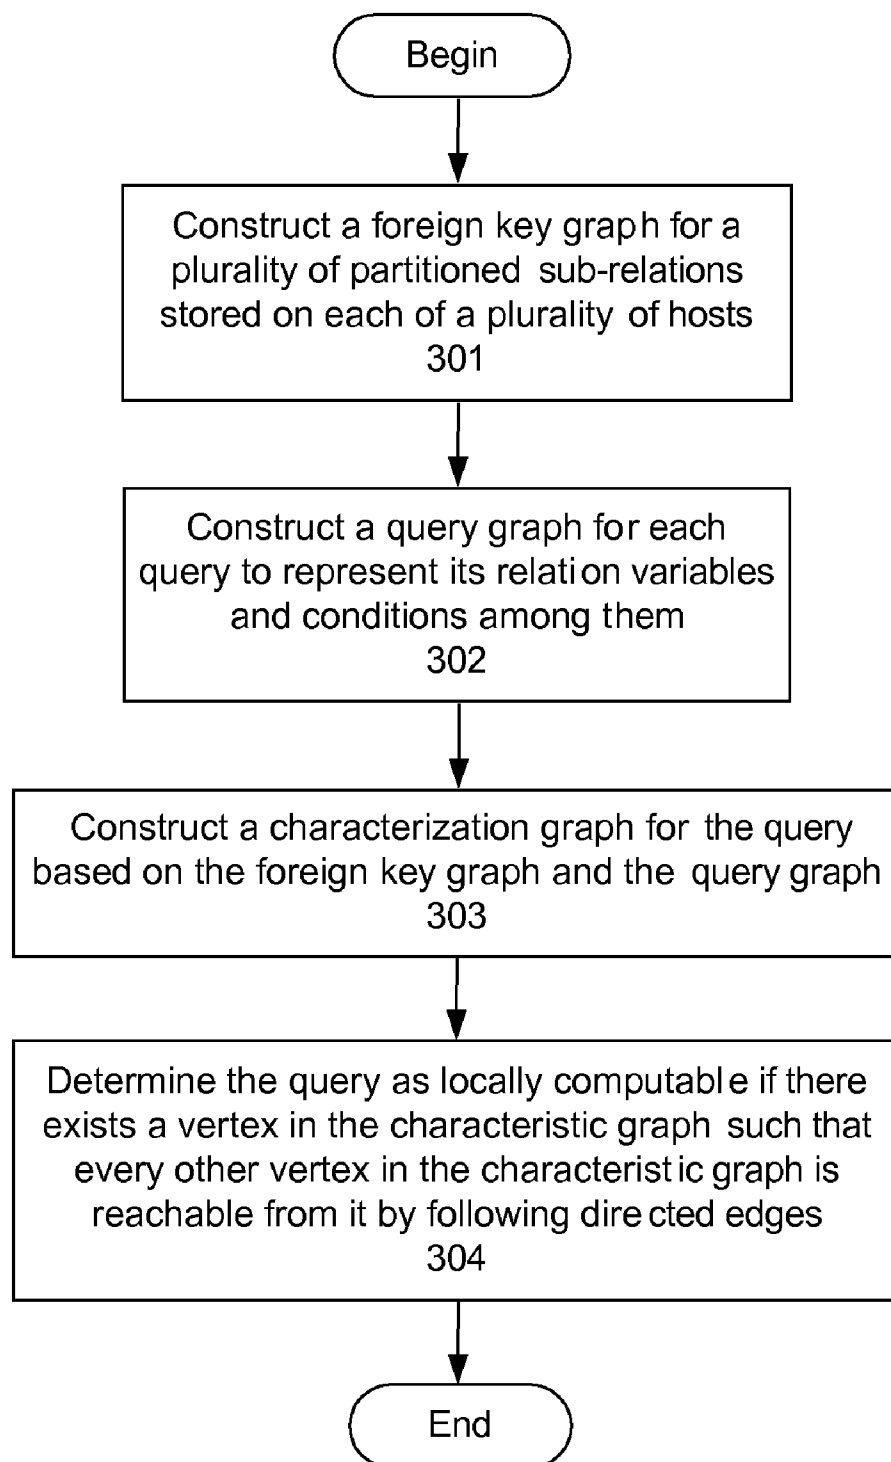 Begin
Construct a foreign key graph for a
plurality of partitioned sub-relations
stored on each of a plurality of hosts
301
Construct a query graph for each
query to represent its relation variables
and conditions among them
302
Construct a characterization graph for the query
based on the foreign key graph and the query graph
303
Determine the query as locally computable if there
exists a vertex in the characteristic graph such that
every other vertex in the characteristic graph is
reachable from it by following directed edges
304
End